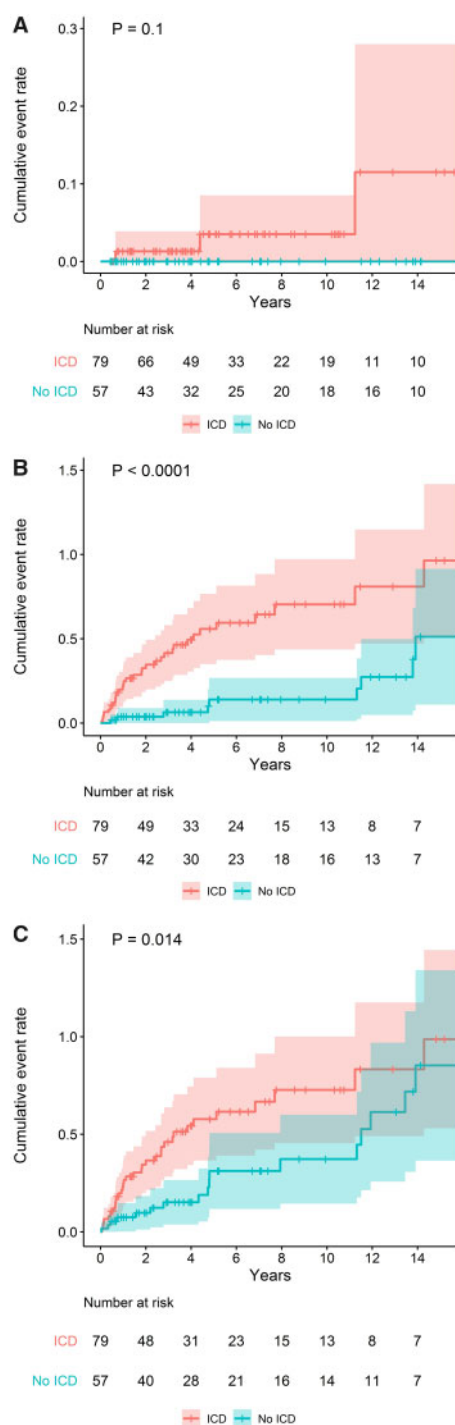 A
P = 0.1
Cumulative event rate
0.3
0.2
0.1
0.0
0 2 4 6 8 10 12 14
Years
Number at risk
ICD 79 66 49 33 22 19 11 10
No ICD 57 43 32 25 20 18 16 10
ICD No ICD
B
P < 0.0001
Cumulative event rate
1.5
1.0
0.5
0.0
0 2 4 6 8 10 12 14
Years
Number at risk
ICD 79 49 33 24 15 13 8 7
No ICD 57 42 30 23 18 16 13 7
ICD No ICD
C
P = 0.014
Cumulative event rate
1.5
1.0
0.5
0.0
0 2 4 6 8 10 12 14
Years
Number at risk
ICD 79 48 31 23 15 13 8 7
No ICD 57 40 28 21 16 14 11 7
ICD No ICD